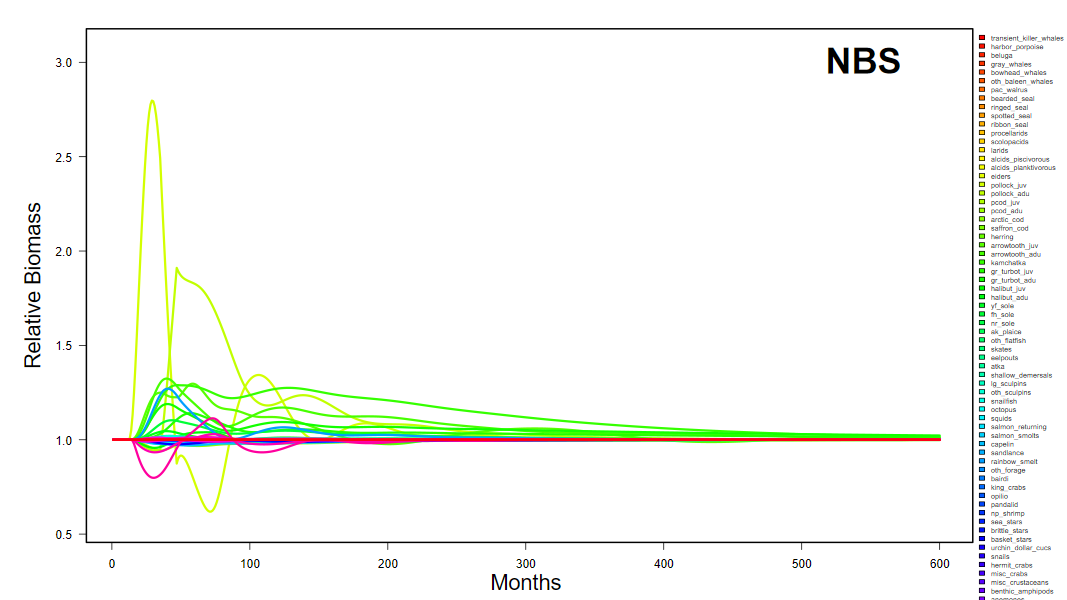 NBS
Relative Biomass
3.0
2.5
2.0
1.5
1.0
0.5
0
100
200
300
400
500
600
Months
transient_killer_whales
harbor_porpoise
beluga
gray_whales
bowhead_whales
oth_baleen_whales
pac_walrus
bearded_seal
ringed_seal
spotted_seal
ribbon_seal
procellarids
scolopacids
larids
alcids_piscivorous
alcids_planktivorous
eiders
pollock_juv
pollock_adu
pcod_juv
pcod_adu
arctic_cod
saffron_cod
herring
arrowtooth_juv
arrowtooth_adu
kamchatka
gr_turbot_juv
gr_turbot_adu
halibut_juv
halibut_adu
yf_sole
fh_sole
nr_sole
ak_plaice
oth_flatfish
skates
eelpouts
atka
shallow_demersals
lg_sculpins
oth_sculpins
snailfish
octopus
squids
salmon_returning
salmon_smolts
capelin
sandlance
rainbow_smelt
oth_forage
bairdi
king_crabs
opilio
pandalid
np_shrimp
sea_stars
brittle_stars
basket_stars
urchin_dollar_cucs
snails
hermit_crabs
misc_crabs
misc_crustaceans
benthic_amphipods